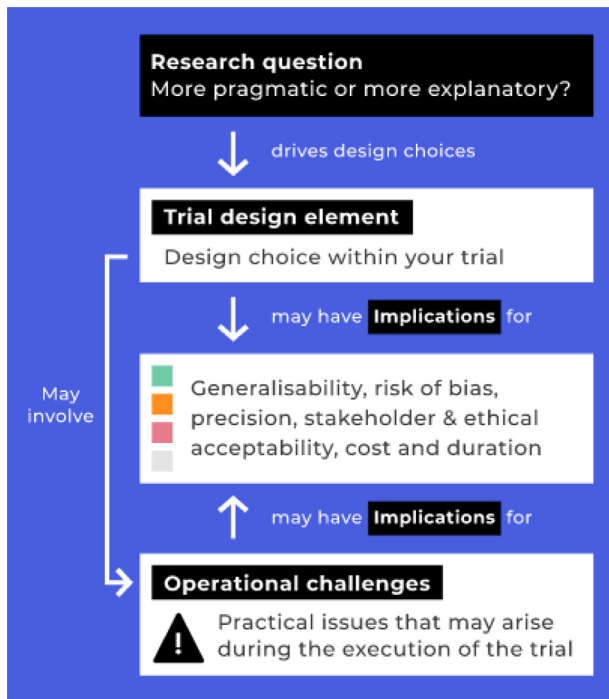 Research question
More pragmatic or more explanatory?
drives design choices
Trial design element
Design choice within your trial
may have Implications for
Generalisability, risk of bias,
precision, stakeholder & ethical
acceptability, cost and duration
May
involve
may have Implications for
Operational challenges
Practical issues that may arise
during the execution of the trial